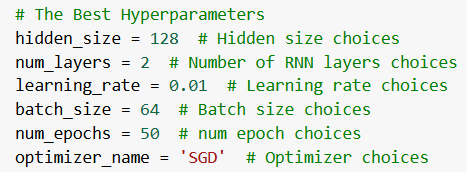 # The Best Hyperparameters
hidden_size = 128  # Hidden size choices
num_layers = 2  # Number of RNN layers choices
learning_rate = 0.01  # Learning rate choices
batch_size = 64  # Batch size choices
num_epochs = 50  # num epoch choices
optimizer_name = 'SGD'  # Optimizer choices